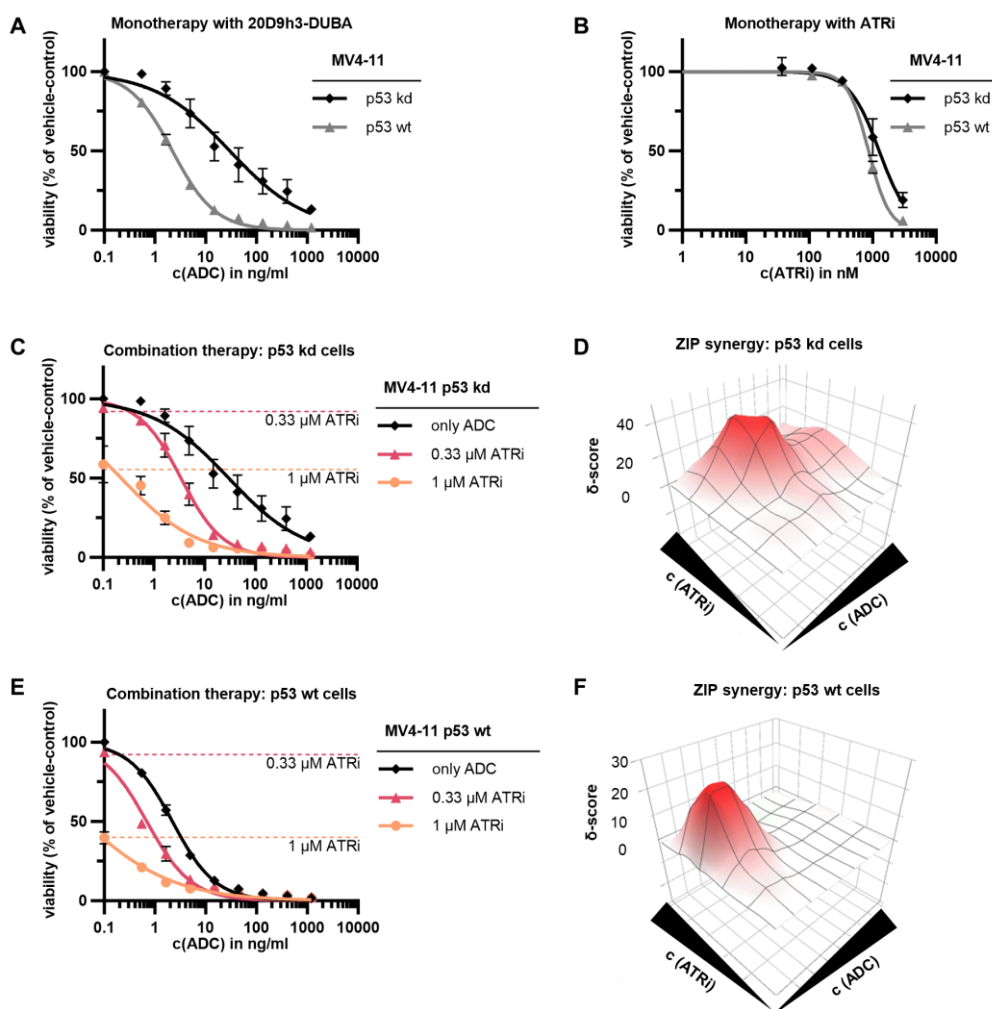 A
Monotherapy with 20D9h3-DUBA
viability (% of vehicle-control)
100
50
0
0.1 1 10 100 1000 10000
c(ADC) in ng/ml
MV4-11
p53 kd
p53 wt
B
Monotherapy with ATRi
viability (% of vehicle-control)
100
50
0
1 10 100 1000 10000
c(ATRi) in nM
MV4-11
p53 kd
p53 wt
C
Combination therapy: p53 kd cells
viability (% of vehicle-control)
100
50
0
0.33 µM ATRi
1 µM ATRi
0.1 1 10 100 1000 10000
c(ADC) in ng/ml
MV4-11 p53 kd
only ADC
0.33 µM ATRi
1 µM ATRi
D
ZIP synergy: p53 kd cells
δ-score
40
20
0
c (ATRi)
c (ADC)
E
Combination therapy: p53 wt cells
viability (% of vehicle-control)
100
50
0
0.33 µM ATRi
1 µM ATRi
0.1 1 10 100 1000 10000
c(ADC) in ng/ml
MV4-11 p53 wt
only ADC
0.33 µM ATRi
1 µM ATRi
F
ZIP synergy: p53 wt cells
δ-score
30
20
10
0
c (ATRi)
c (ADC)